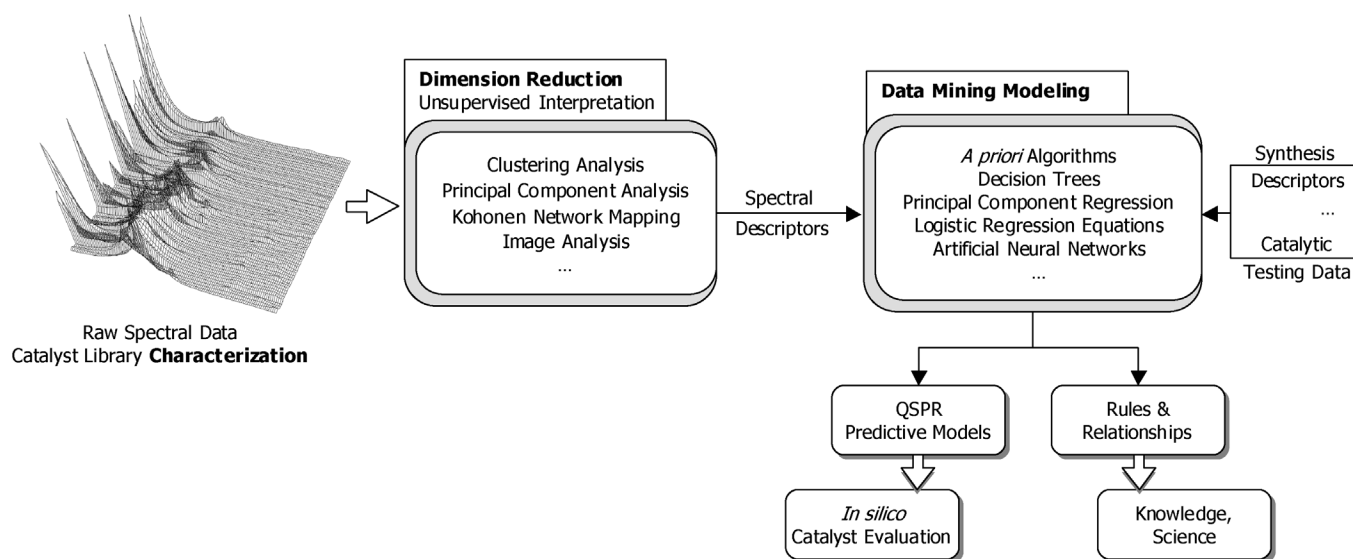 Raw Spectral Data
Catalyst Library Characterization
Dimension Reduction
Unsupervised Interpretation
Clustering Analysis
Principal Component Analysis
Kohonen Network Mapping
Image Analysis
...
Spectral
Descriptors
Data Mining Modeling
A priori Algorithms
Decision Trees
Principal Component Regression
Logistic Regression Equations
Artificial Neural Networks
...
Synthesis
Descriptors
...
Catalytic
Testing Data
QSPR
Predictive Models
Rules &
Relationships
In silico
Catalyst Evaluation
Knowledge,
Science